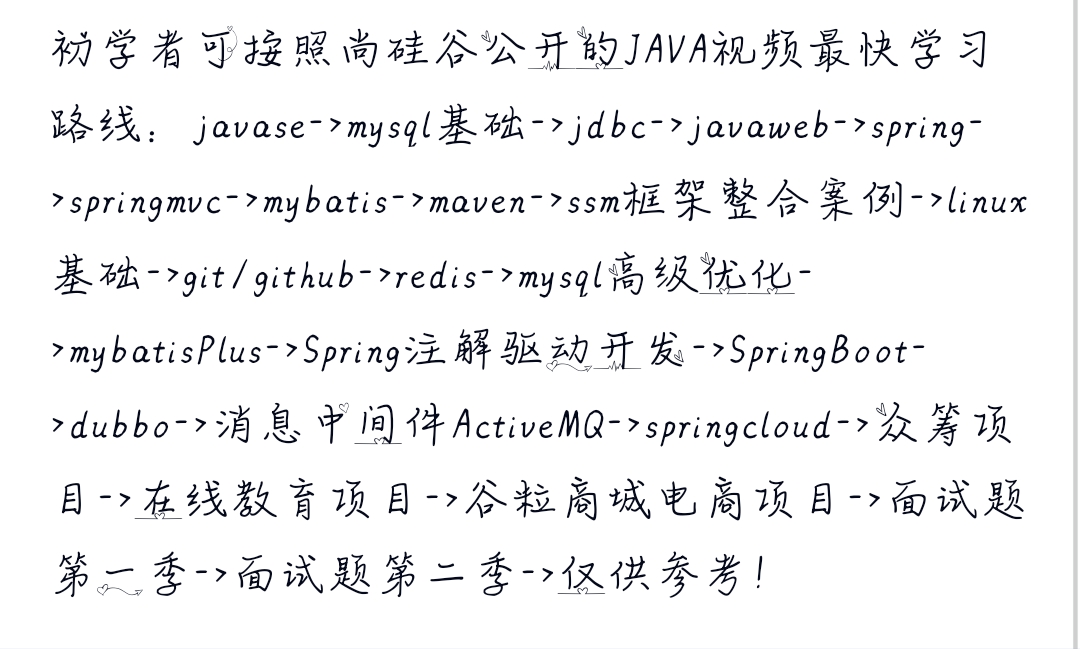 初学者可按照尚硅谷公开的JAVA视频最快学习
路线： javase->mysql基础->jdbc->javaweb->spring-
>springmvc->mybatis->maven->ssm框架整合案例->linux
基础->git/github->redis->mysql高级优化-
>mybatisPlus->Spring注解驱动开发->SpringBoot-
>dubbo->消息中间件ActiveMQ->springcloud->众筹项
目->在线教育项目->谷粒商城电商项目->面试题
第一季->面试题第二季->仅供参考！